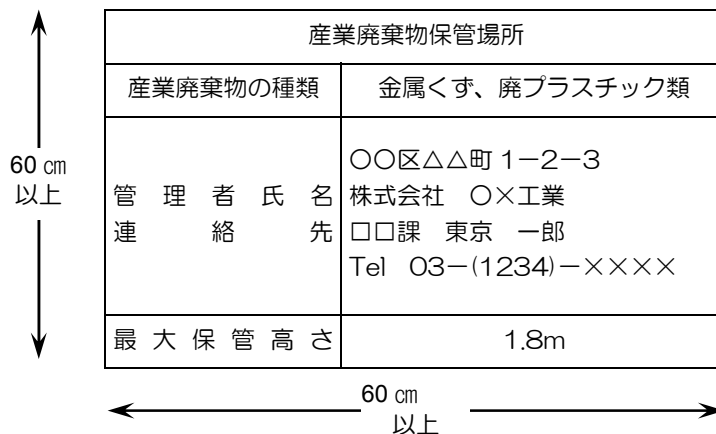 産業廃棄物保管場所
産業廃棄物の種類 金属くず、廃プラスチック類
管理者氏名
連絡先
〇〇区△△町1-2-3
株式会社 〇×工業
□□課 東京 一郎
Tel 03-(1234)-××××
最大保管高さ 1.8m
60 ㎝
以上
60 ㎝
以上